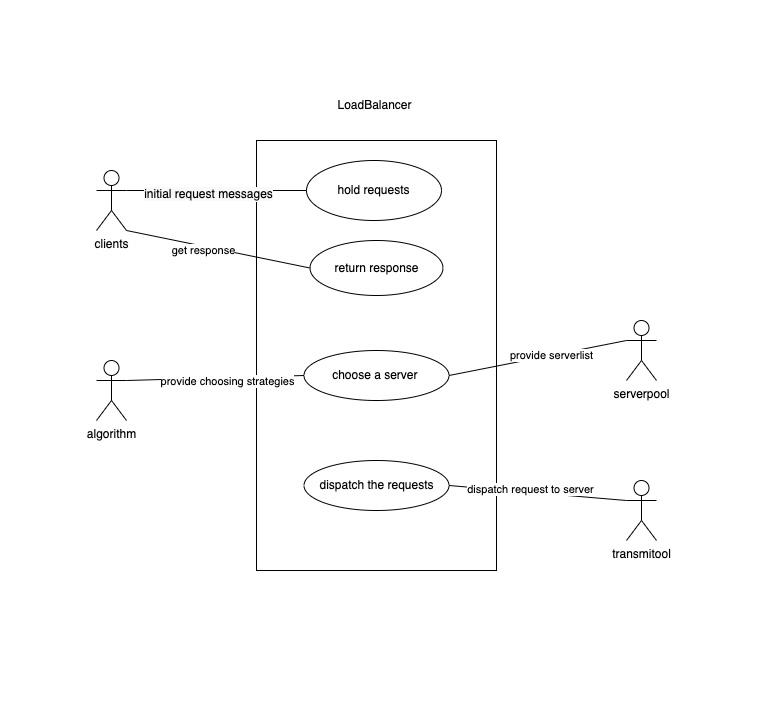 LoadBalancer
initial request messages
hold requests
clients
get response
return response
provide choosing strategies
choose a server
provide serverlist
serverpool
algorithm
dispatch the requests
dispatch request to server
transmitool